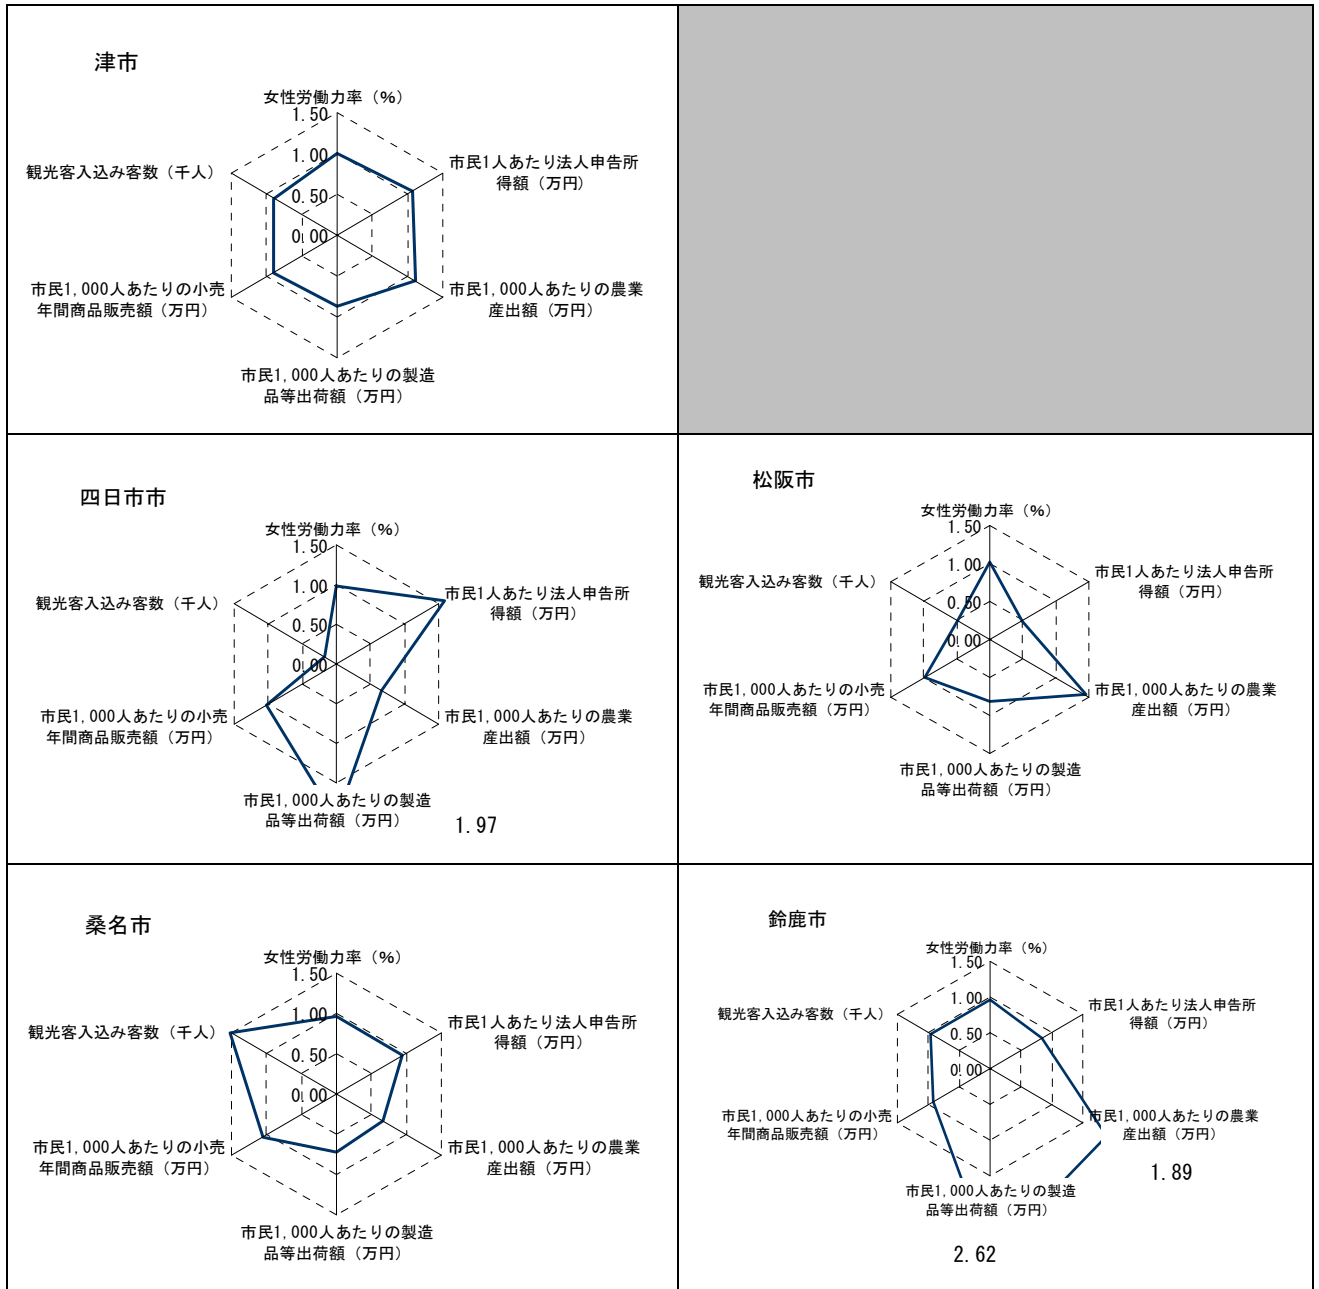 津市
女性労働力率（%）
1.50
市民1人あたり法人申告所
得額（万円）
観光客入込み客数（千人）
1.00
0.50
0.00
市民1,000人あたりの小売
年間商品販売額（万円）
市民1,000人あたりの農業
産出額（万円）
市民1,000人あたりの製造
品等出荷額（万円）
四日市市
女性労働力率（%）
1.50
市民1人あたり法人申告所
得額（万円）
観光客入込み客数（千人）
1.00
0.50
0.00
市民1,000人あたりの小売
年間商品販売額（万円）
市民1,000人あたりの農業
産出額（万円）
市民1,000人あたりの製造
品等出荷額（万円）
1.97
松阪市
女性労働力率（%）
1.50
市民1人あたり法人申告所
得額（万円）
観光客入込み客数（千人）
1.00
0.50
0.00
市民1,000人あたりの小売
年間商品販売額（万円）
市民1,000人あたりの農業
産出額（万円）
市民1,000人あたりの製造
品等出荷額（万円）
桑名市
女性労働力率（%）
1.50
市民1人あたり法人申告所
得額（万円）
観光客入込み客数（千人）
1.00
0.50
0.00
市民1,000人あたりの小売
年間商品販売額（万円）
市民1,000人あたりの農業
産出額（万円）
市民1,000人あたりの製造
品等出荷額（万円）
鈴鹿市
女性労働力率（%）
1.50
市民1人あたり法人申告所
得額（万円）
観光客入込み客数（千人）
1.00
0.50
0.00
市民1,000人あたりの小売
年間商品販売額（万円）
市民1,000人あたりの農業
産出額（万円）
1.89
市民1,000人あたりの製造
品等出荷額（万円）
2.62